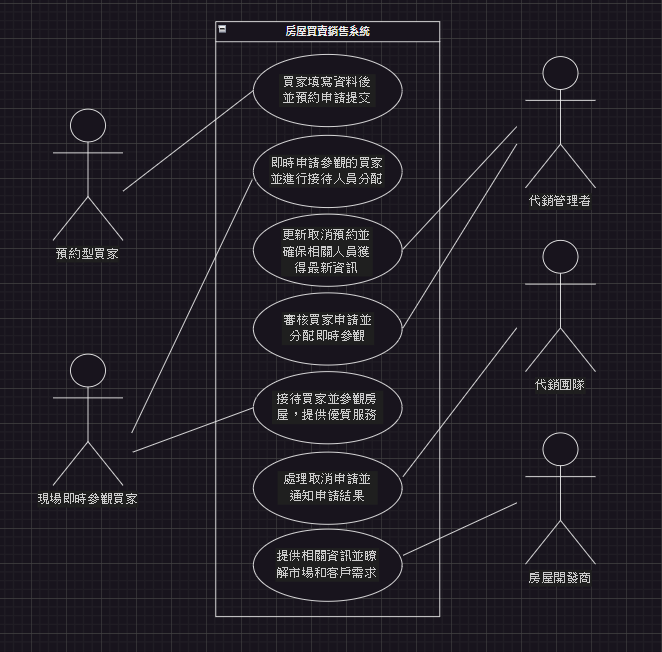 房屋買賣銷售系統
買家填寫資料後
並預約申請提交
即時申請參觀的買家
並進行接待人員分配
更新取消預約並
確保相關人員獲
得最新資訊
審核買家申請並
分配即時參觀
接待買家並參觀房
屋，提供優質服務
處理取消申請並
通知申請結果
提供相關資訊並瞭
解市場和客戶需求
預約型買家
現場即時參觀買家
代銷管理者
代銷團隊
房屋開發商